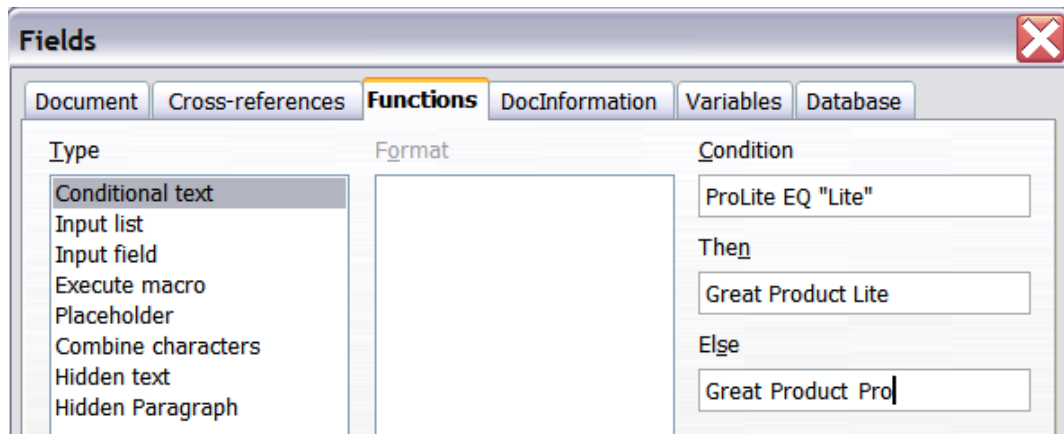 Fields
Document Cross-references Functions DocInformation Variables Database
Type
Conditional text
Input list
Input field
Execute macro
Placeholder
Combine characters
Hidden text
Hidden Paragraph
Format
Condition
ProLite EQ "Lite"
Then
Great Product Lite
Else
Great Product Pro